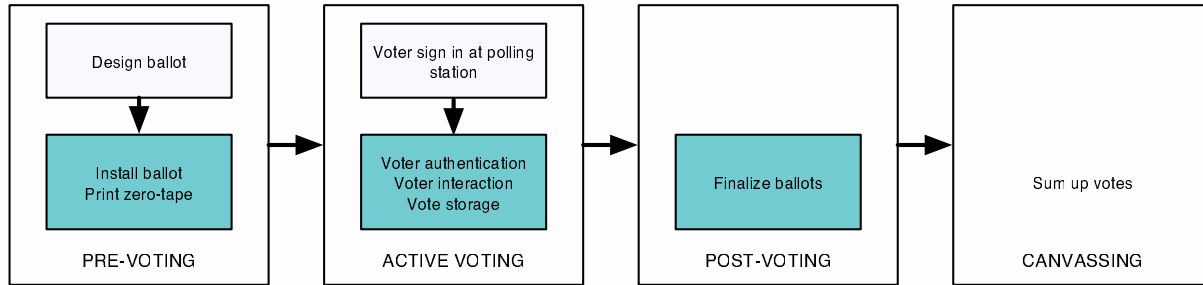 Design ballot
Install ballot
Print zero-tape
PRE-VOTING
Voter sign in at polling
station
Voter authentication
Voter interaction
Vote storage
ACTIVE VOTING
Finalize ballots
POST-VOTING
Sum up votes
CANVASSING